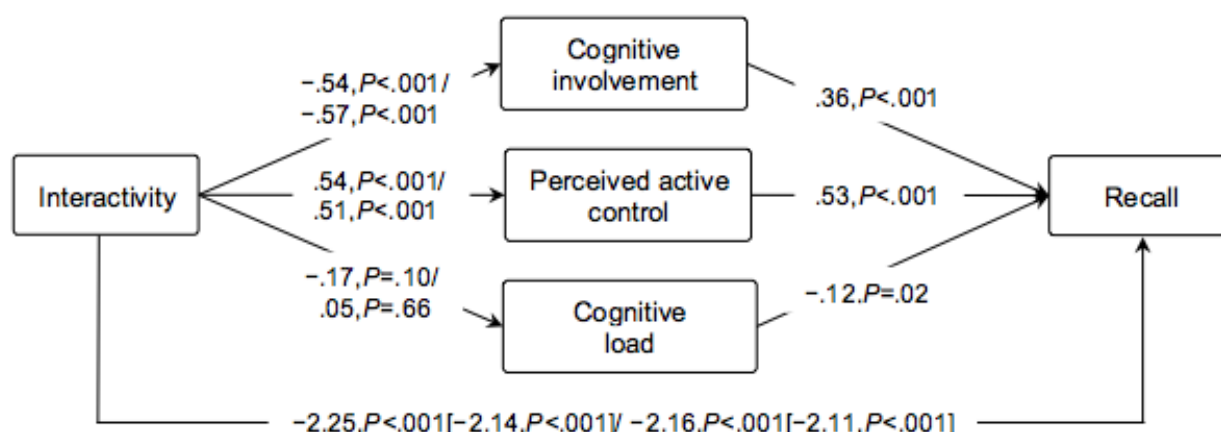 Cognitive
involvement
−.54,P<.001/
−.57,P<.001
.36,P<.001
Interactivity
.54,P<.001/
.51,P<.001
Perceived active
control
.53,P<.001
Recall
−.17,P=.10/
.05,P=.66
Cognitive
load
−.12.P=.02
−2.25,P<.001[−2.14,P<.001]/ −2.16,P<.001[−2.11,P<.001]